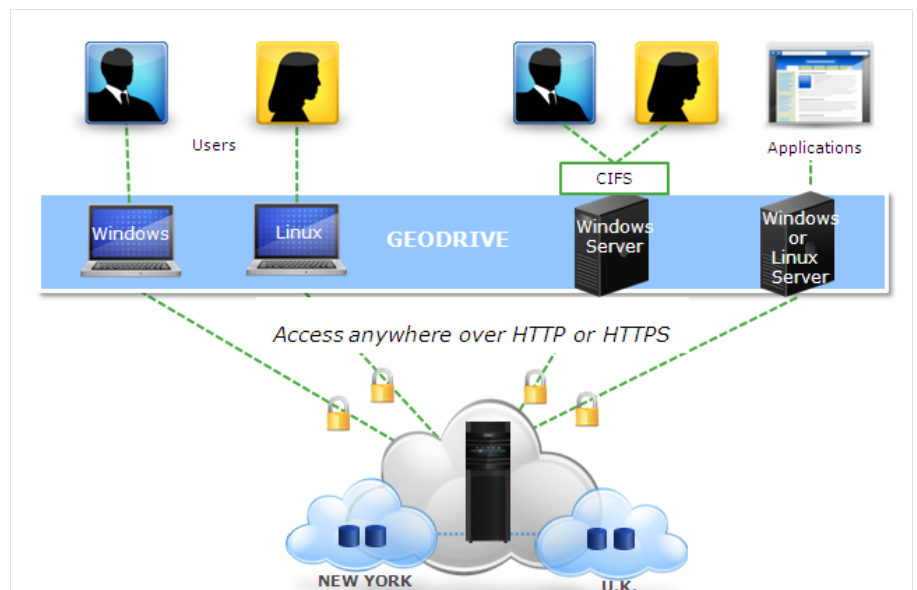 Users
Applications
CIFS
Windows
Linux
GEODRIVE
Windows
Server
Windows
or
Linux
Server
Access anywhere over HTTP or HTTPS
NEW YORK
U.K.